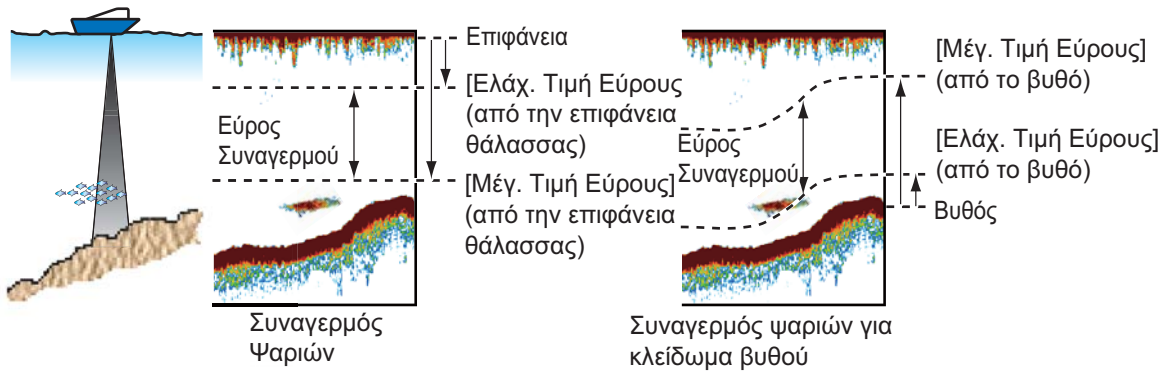 Επιφάνεια
[Ελάχ. Τιμή Εύρους
(από την επιφάνεια
θάλασσας)
Εύρος
Συναγερμού
[Μέγ. Τιμή Εύρους]
(από την επιφάνεια
θάλασσας)
Συναγερμός
Ψαριών
[Μέγ. Τιμή Εύρους]
(από το βυθό)
Εύρος
Συναγερμού
[Ελάχ. Τιμή Εύρους]
(από το βυθό)
Βυθός
Συναγερμός ψαριών για
κλείδωμα βυθού